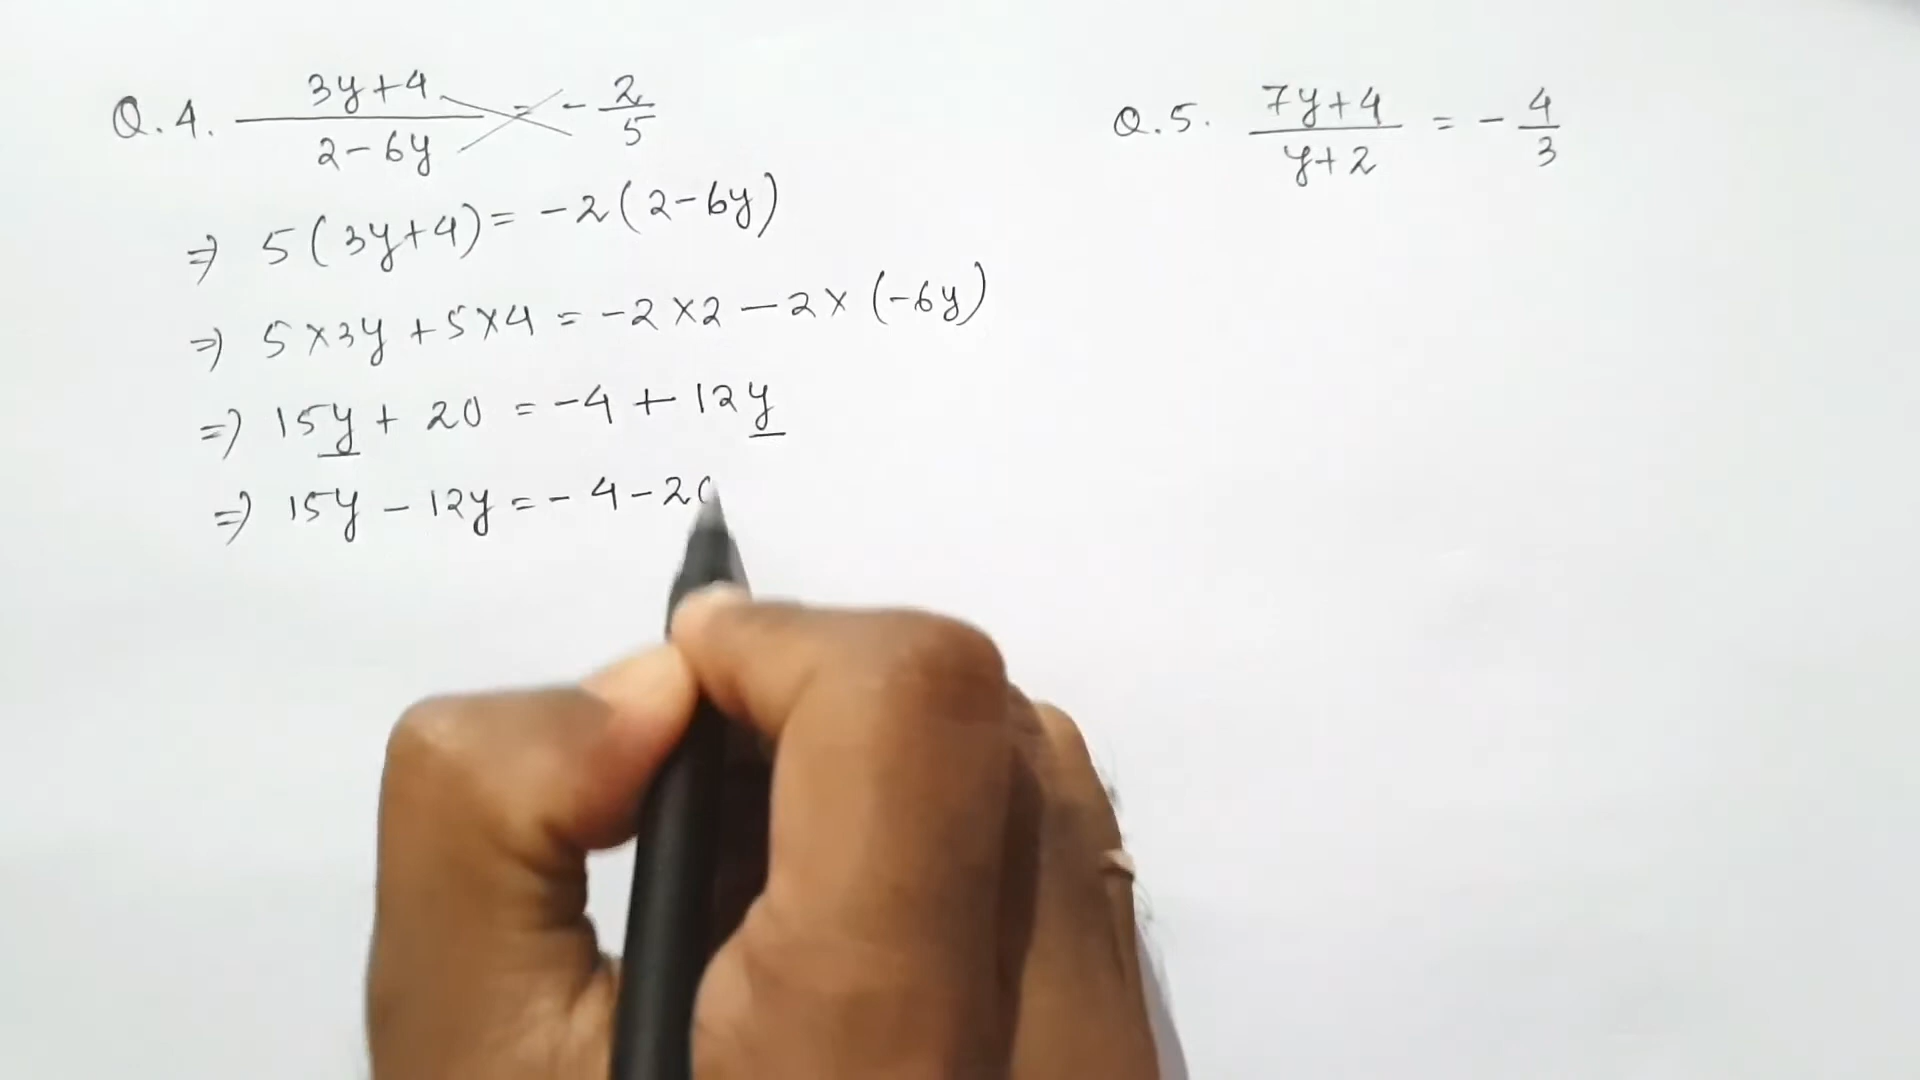 Q.4. (3y+4)/(2-6y) = -2/5
⇒ 5(3y+4) = -2(2-6y)
⇒ 5×3y + 5×4 = -2×2 - 2×(-6y)
⇒ 15y + 20 = -4 + 12y
⇒ 15y - 12y = -4 - 20
Q.5. (7y+4)/(y+2) = -4/3